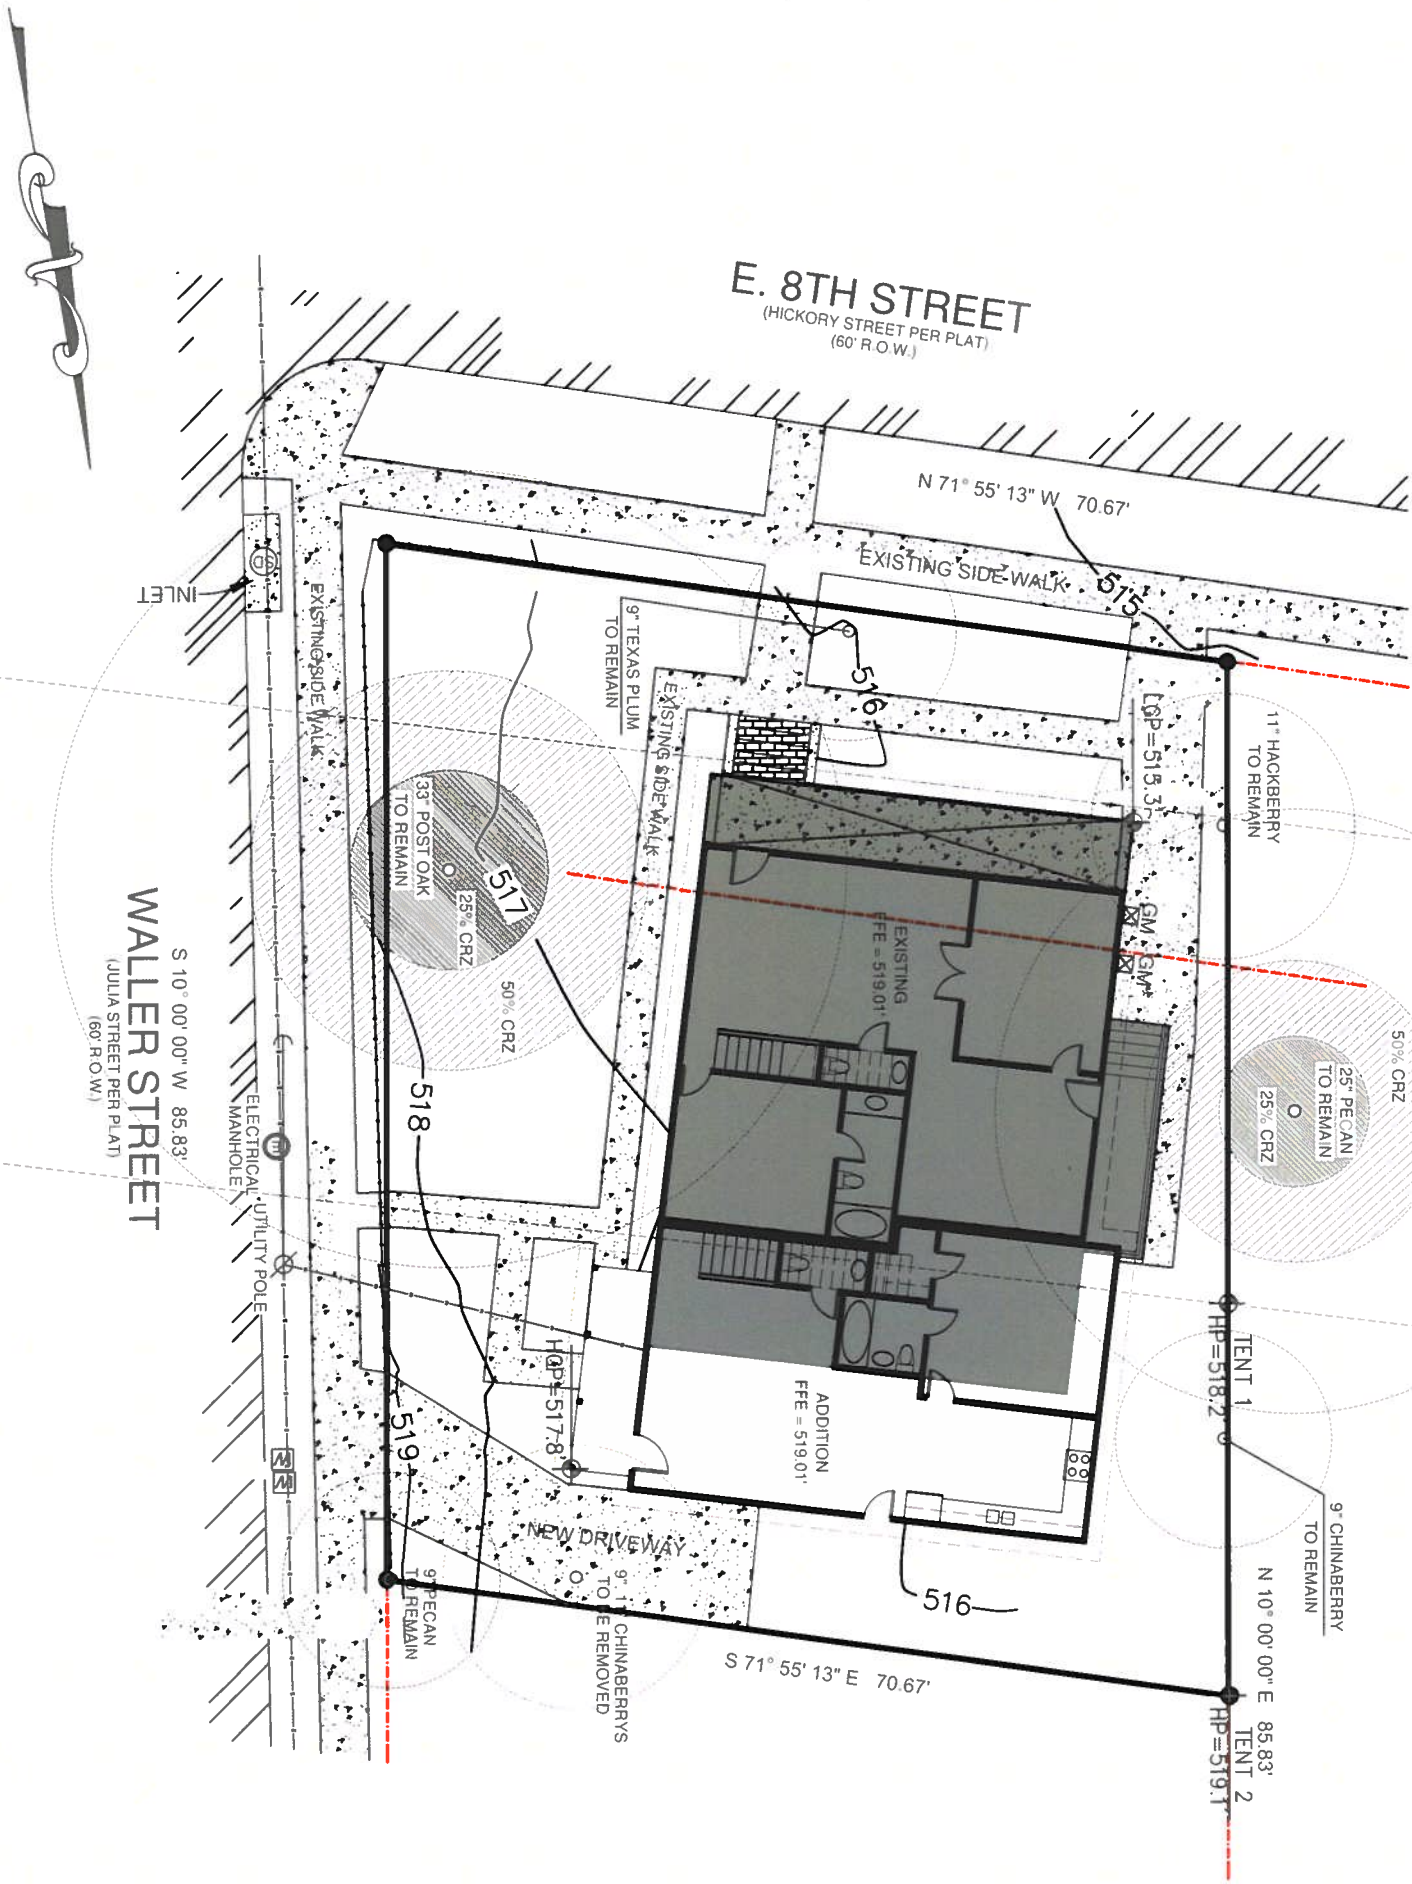 E. 8TH STREET
(HICKORY STREET PER PLAT)
(60' R.O.W.)
N 71° 55' 13" W   70.67'
EXISTING SIDE-WALK
515
INLET
EXISTING SIDE WALK
9" TEXAS PLUM
TO REMAIN
516
EXISTING SIDE WALK
LGP=515.3'
11" HACKBERRY
TO REMAIN
33" POST OAK
TO REMAIN
25% CRZ
517
50% CRZ
EXISTING
FFE = 519.01'
GM
GM
50% CRZ
25" PECAN
TO REMAIN
25% CRZ
WALLER STREET
(JULIA STREET PER PLAT)
(60' R.O.W.)
S 10° 00' 00" W   85.83'
518
ELECTRICAL
MANHOLE
UTILITY POLE
ADDITION
FFE = 519.01'
TENT 1
HP=518.2'
519
9" CHINABERRY
TO REMAIN
NEW DRIVEWAY
516
9" PECAN
TO REMAIN
CHINABERRYS
TO BE REMOVED
S 71° 55' 13" E   70.67'
N 10° 00' 00" E   85.83'
TENT 2
HP=519.1'